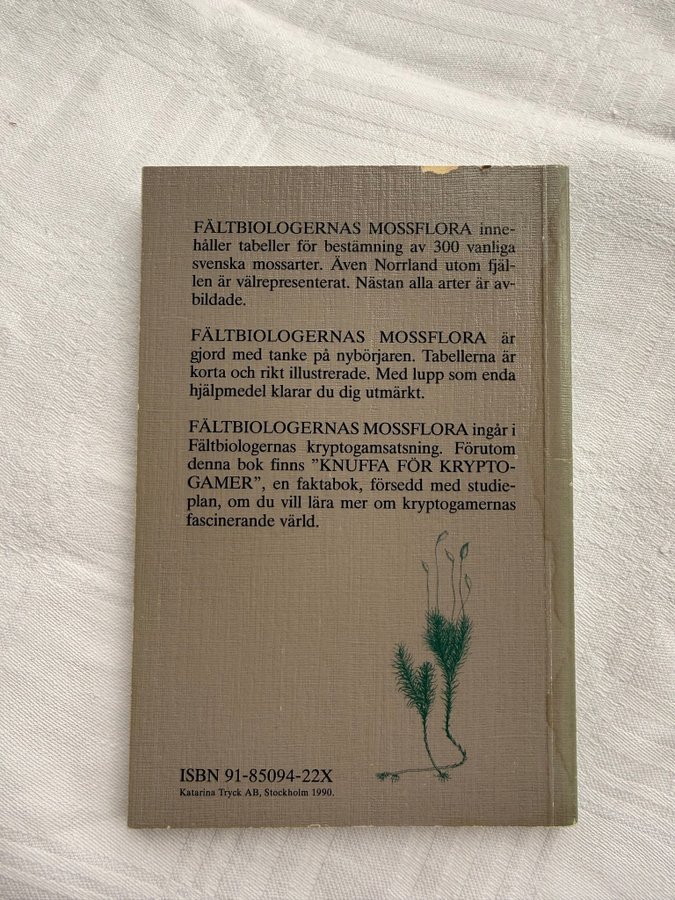 FÄLTBIOLOGERNAS MOSSFLORA inne-
håller tabeller för bestämning av 300 vanliga
svenska mossarter. Även Norrland utom fjäl-
len är välrepresenterat. Nästan alla arter är av-
bildade.
FÄLTBIOLOGERNAS MOSSFLORA är
gjord med tanke på nybörjaren. Tabellerna är
korta och rikt illustrerade. Med lupp som enda
hjälpmedel klarar du dig utmärkt.
FÄLTBIOLOGERNAS MOSSFLORA ingår i
Fältbiologernas kryptogamsatsning. Förutom
denna bok finns ”KNUFFA FÖR KRYPTO-
GAMER”, en faktabok, försedd med studie-
plan, om du vill lära mer om kryptogamernas
fascinerande värld.
ISBN 91-85094-22X
Katarina Tryck AB, Stockholm 1990.